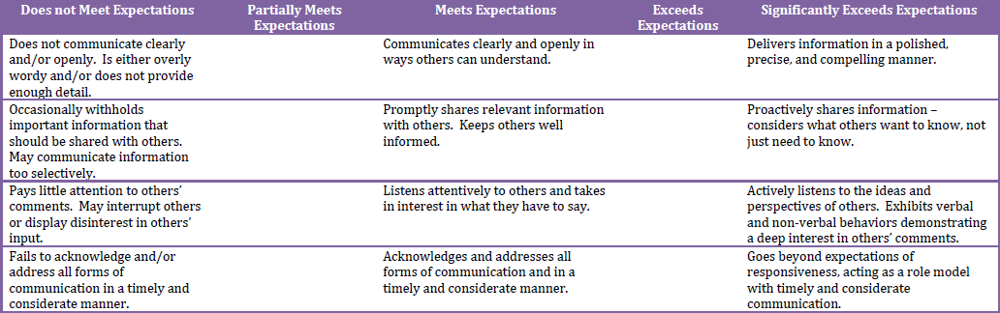 Does not Meet Expectations
Partially Meets
Expectations
Meets Expectations
Exceeds
Expectations
Significantly Exceeds Expectations
Does not communicate clearly
and/or openly.  Is either overly
wordy and/or does not provide
enough detail.
Communicates clearly and openly in
ways others can understand.
Delivers information in a polished,
precise, and compelling manner.
Occasionally withholds
important information that
should be shared with others.
May communicate information
too selectively.
Promptly shares relevant information
with others.  Keeps others well
informed.
Proactively shares information –
considers what others want to know, not
just need to know.
Pays little attention to others’
comments.  May interrupt others
or display disinterest in others’
input.
Listens attentively to others and takes
in interest in what they have to say.
Actively listens to the ideas and
perspectives of others.  Exhibits verbal
and non-verbal behaviors demonstrating
a deep interest in others’ comments.
Fails to acknowledge and/or
address all forms of
communication in a timely and
considerate manner.
Acknowledges and addresses all
forms of communication and in a
timely and considerate manner.
Goes beyond expectations of
responsiveness, acting as a role model
with timely and considerate
communication.